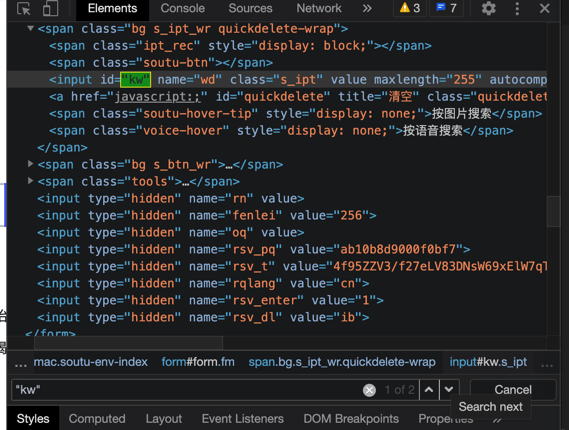 Elements Console Sources Network » 3 7
▼<span class="bg s_ipt_wr quickdelete-wrap">
<span class="ipt_rec" style="display: block;"></span>
<span class="soutu-btn"></span>
<input id="kw" name="wd" class="s_ipt" value maxlength="255" autocomp
<a href="javascript:;" id="quickdelete" title="清空" class="quickdelet
<span class="soutu-hover-tip" style="display: none;">按图片搜索</span>
<span class="voice-hover" style="display: none;">按语音搜索</span>
</span>
▶<span class="bg s_btn_wr">…</span>
▶<span class="tools">…</span>
<input type="hidden" name="rn" value>
<input type="hidden" name="fenlei" value="256">
<input type="hidden" name="oq" value>
<input type="hidden" name="rsv_pq" value="ab10b8d9000f0bf7">
<input type="hidden" name="rsv_t" value="4f95ZZV3/f27eLV83DNsW69xElW7qT
<input type="hidden" name="rqlang" value="cn">
<input type="hidden" name="rsv_enter" value="1">
<input type="hidden" name="rsv_dl" value="ib">
</form>
… mac.soutu-env-index form#form.fm span.bg.s_ipt_wr.quickdelete-wrap input#kw.s_ipt …
"kw" 1 of 2 Cancel
Search next
Styles Computed Layout Event Listeners DOM Breakpoints Properties »